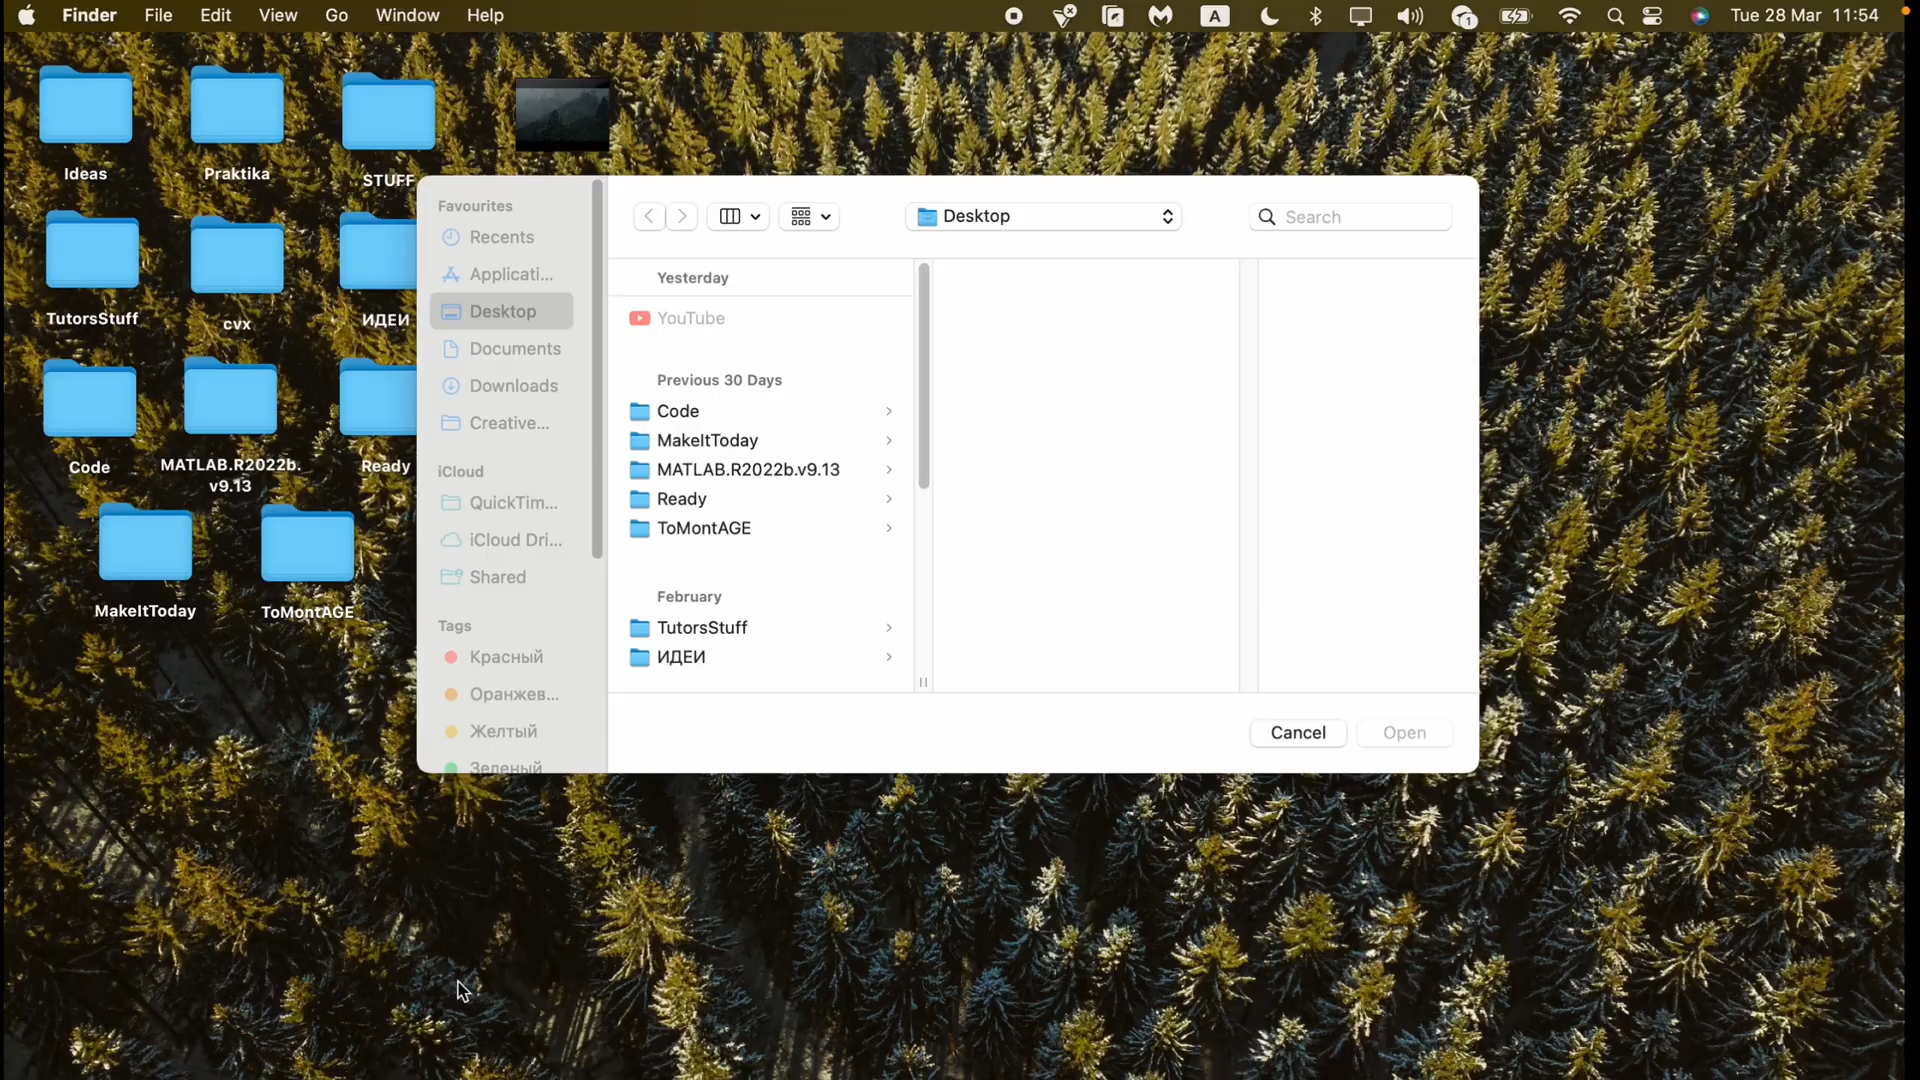 Finder File Edit View Go Window Help A 1 Tue 28 Mar 11:54
Ideas
Praktika
STUFF
TutorsStuff
cvx
ИДЕИ
Code
MATLAB.R2022b.
v9.13
Ready
MakeItToday
ToMontAGE
Favourites
Recents
Applicati...
Desktop
Documents
Downloads
Creative...
iCloud
QuickTim...
iCloud Dri...
Shared
Tags
Красный
Оранжев...
Желтый
Зеленый
Desktop
Search
Yesterday
YouTube
Previous 30 Days
Code
MakeItToday
MATLAB.R2022b.v9.13
Ready
ToMontAGE
February
TutorsStuff
ИДЕИ
Cancel
Open